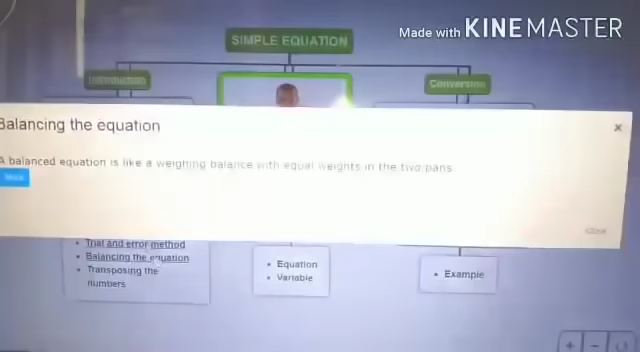 Made with KINEMASTER
SIMPLE EQUATION
Introduction
Conversion
Balancing the equation
×
A balanced equation is like a weighing balance with equal weights in the two pans
Close
• Trial and error method
• Balancing the equation
• Transposing the
numbers
• Equation
• Variable
• Example
+
−